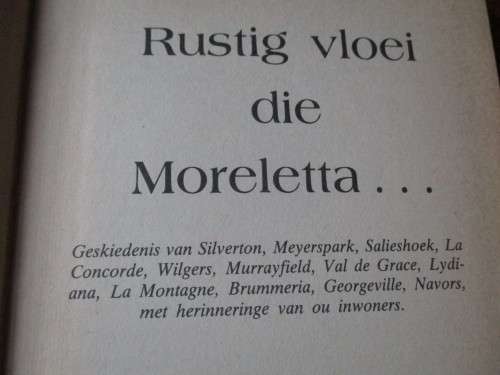 Rustig vloei
die
Moreletta . . .
Geskiedenis van Silverton, Meyerspark, Salieshoek, La
Concorde, Wilgers, Murrayfield, Val de Grace, Lydi-
ana, La Montagne, Brummeria, Georgeville, Navors,
met herinneringe van ou inwoners.